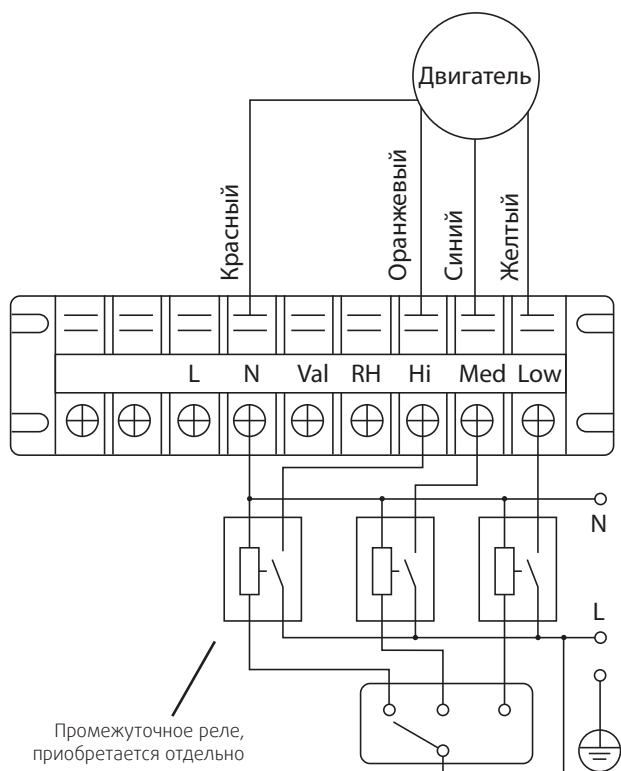 Двигатель
Красный
Оранжевый
Синий
Желтый
L N Val RH Hi Med Low
N
L
Промежуточное реле,
приобретается отдельно